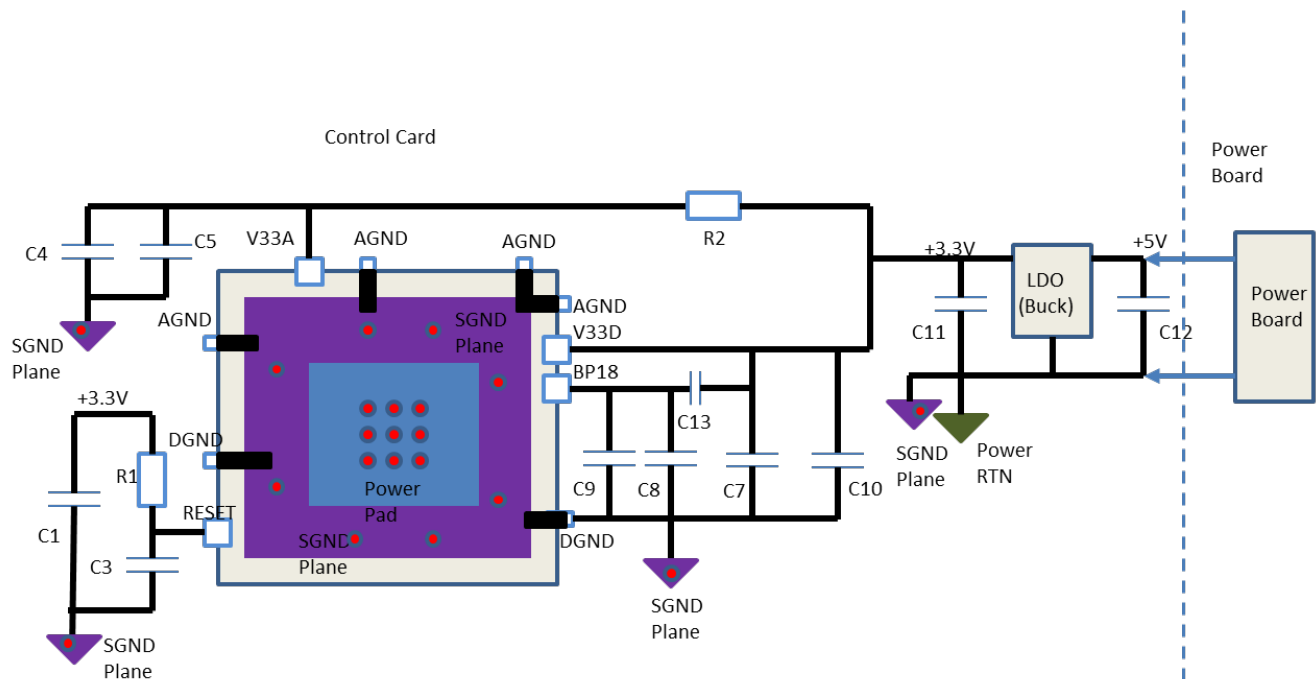 Control Card
Power
Board
C4
C5
V33A
AGND
AGND
R2
+3.3V
+5V
LDO
(Buck)
Power
Board
AGND
SGND
Plane
AGND
SGND
Plane
V33D
BP18
C11
C12
C13
+3.3V
DGND
R1
SGND
Plane
Power
RTN
C1
RESET
Power
Pad
C9
C8
C7
C10
C3
SGND
Plane
DGND
SGND
Plane
SGND
Plane